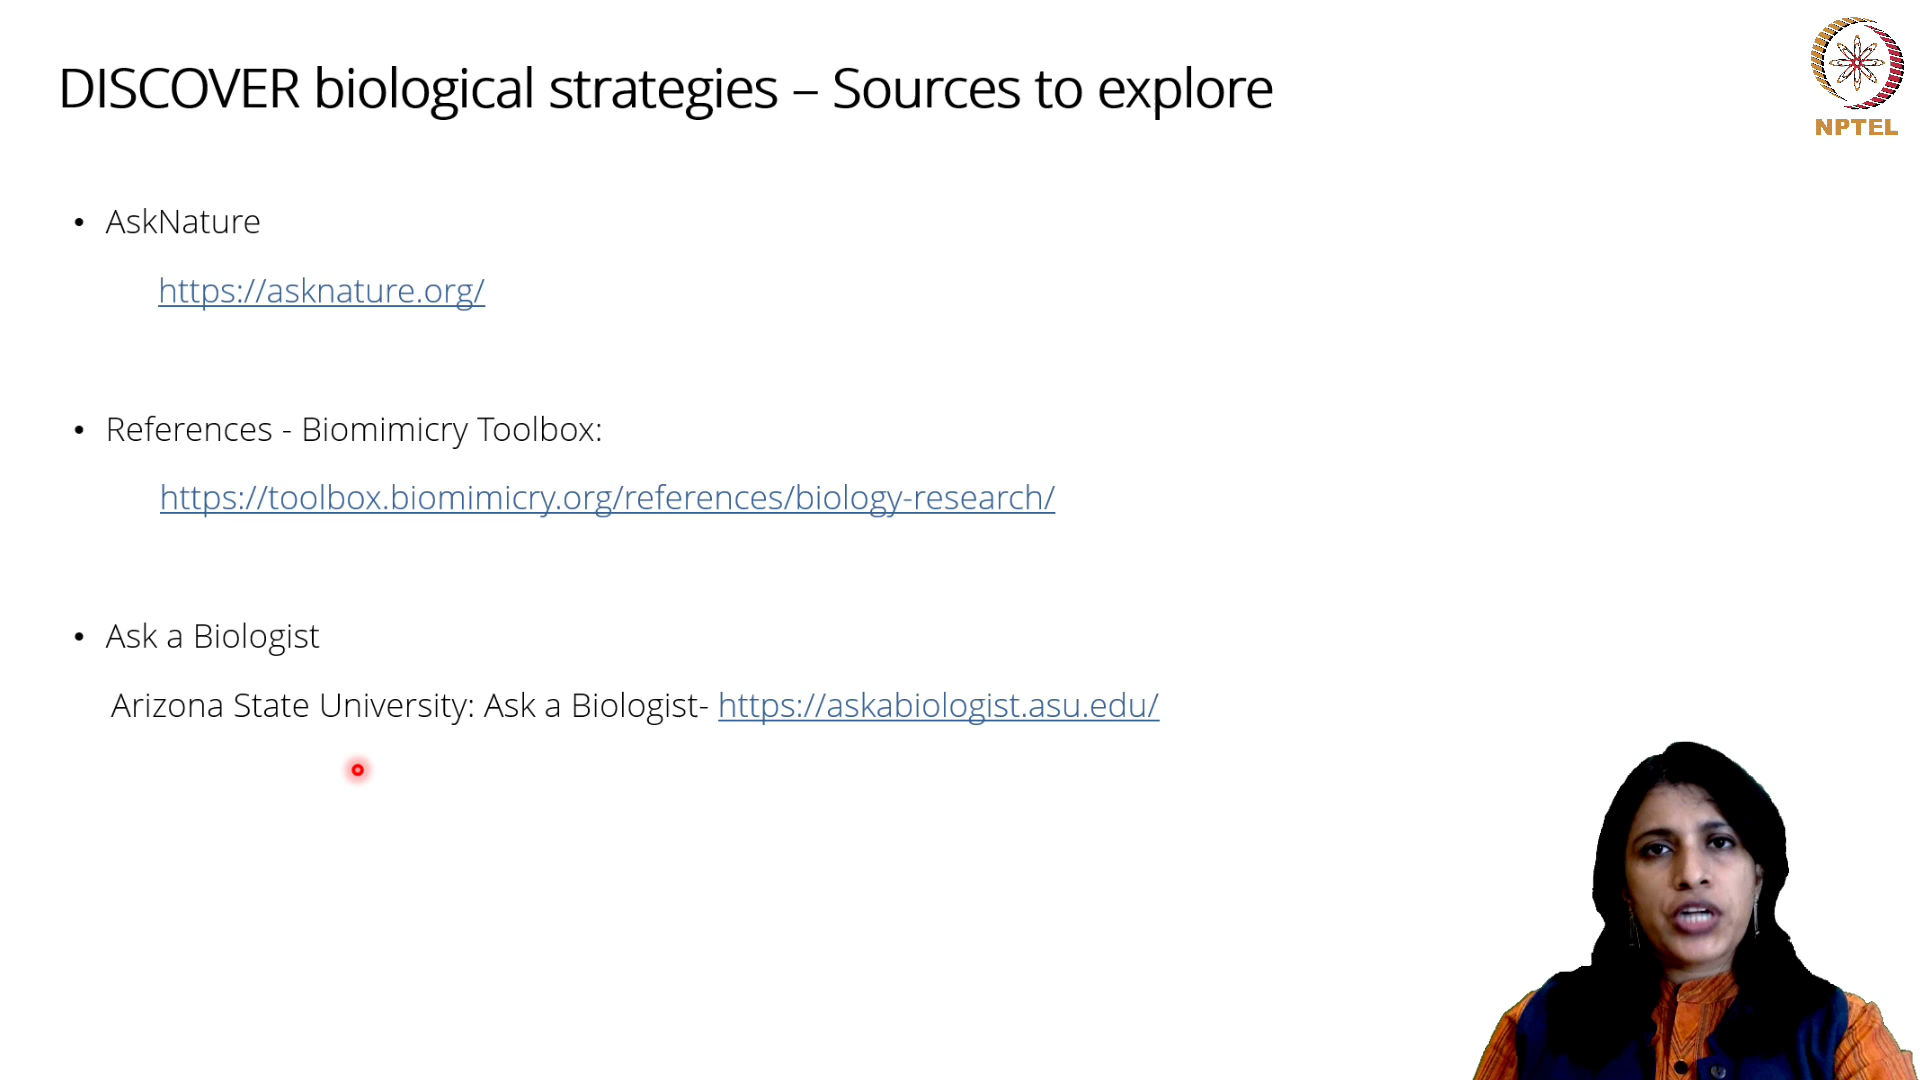 DISCOVER biological strategies – Sources to explore
NPTEL
• AskNature
https://asknature.org/
• References - Biomimicry Toolbox:
https://toolbox.biomimicry.org/references/biology-research/
• Ask a Biologist
Arizona State University: Ask a Biologist- https://askabiologist.asu.edu/